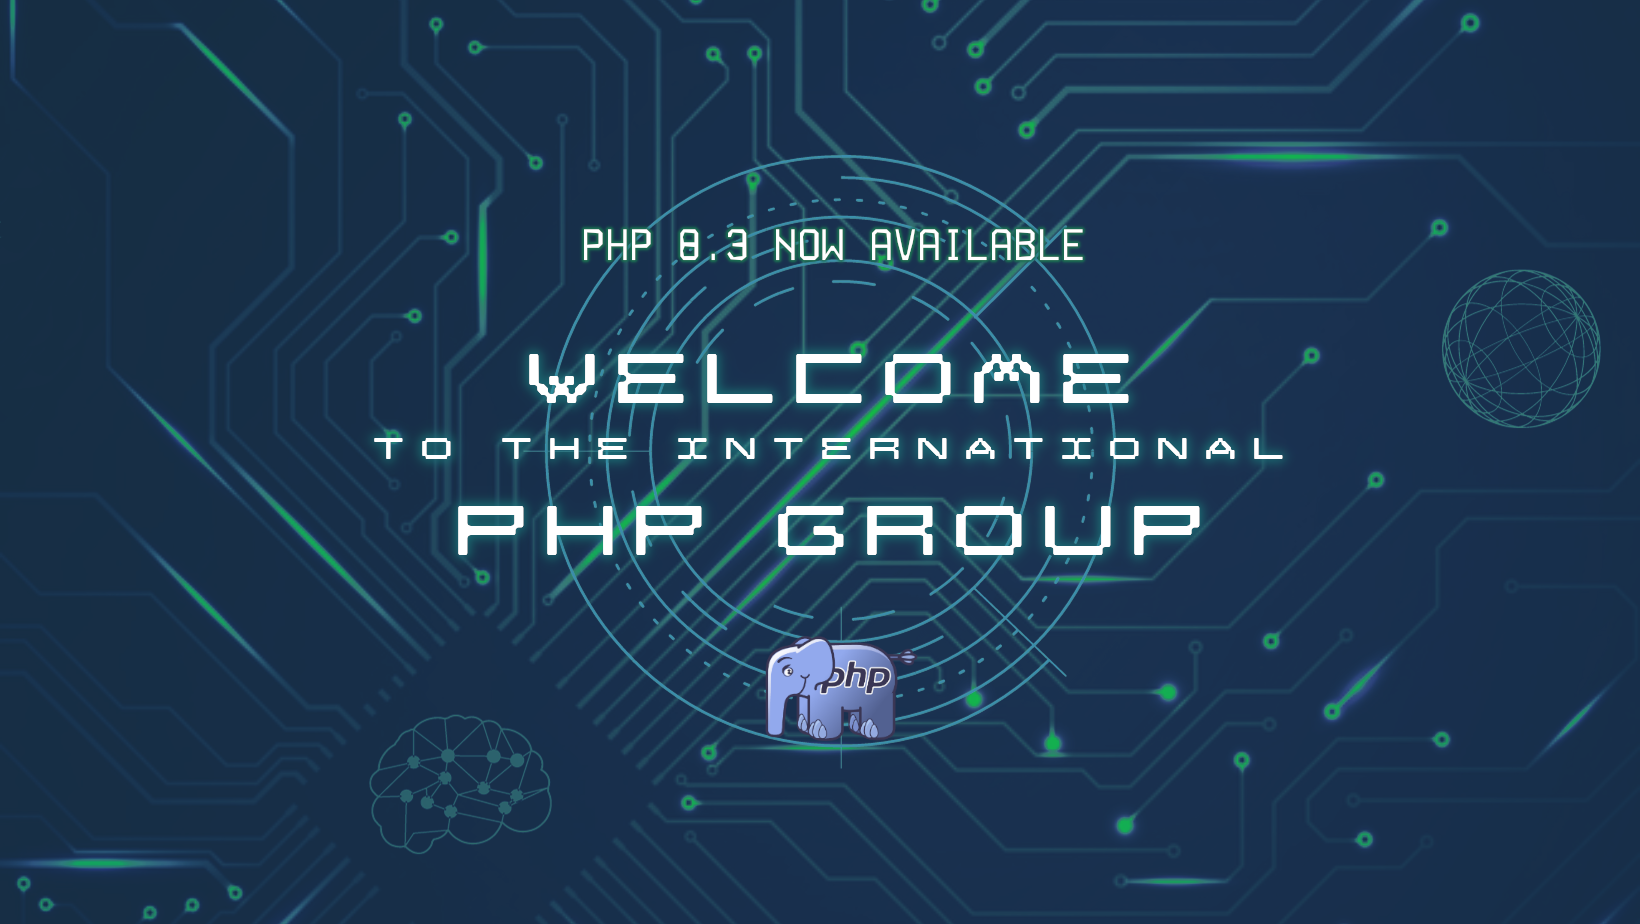 PHP 8.3 NOW AVAILABLE
WELCOME
TO THE INTERNATIONAL
PHP GROUP
php